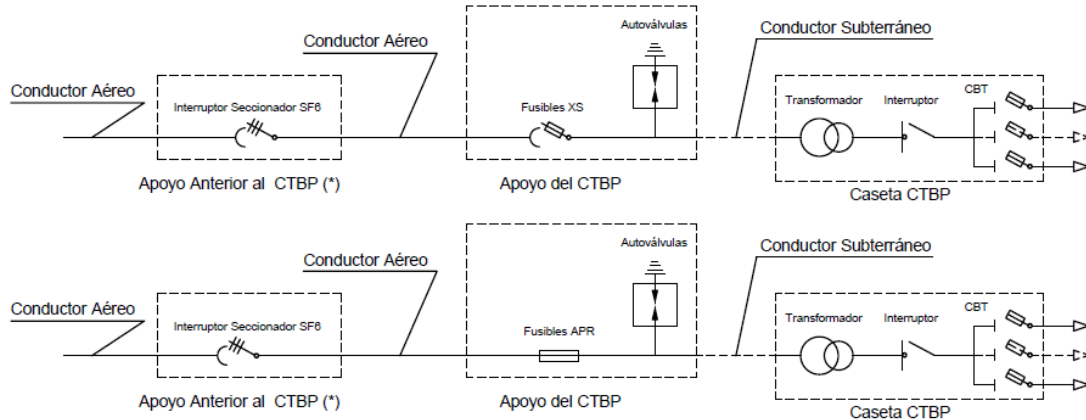 Conductor Aéreo
Interruptor Seccionador SF6
Apoyo Anterior al CTBP (*)
Conductor Aéreo
Autoválvulas
Fusibles XS
Apoyo del CTBP
Conductor Subterráneo
Transformador
Interruptor
CBT
Caseta CTBP
Conductor Aéreo
Interruptor Seccionador SF6
Apoyo Anterior al CTBP (*)
Conductor Aéreo
Autoválvulas
Fusibles APR
Apoyo del CTBP
Conductor Subterráneo
Transformador
Interruptor
CBT
Caseta CTBP